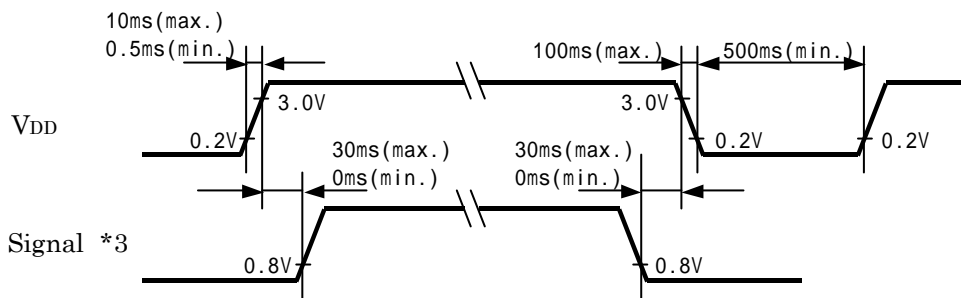 10ms(max.)
0.5ms(min.)
100ms(max.)
500ms(min.)
VDD
3.0V
3.0V
0.2V
0.2V
0.2V
30ms(max.)
0ms(min.)
30ms(max.)
0ms(min.)
Signal *3
0.8V
0.8V